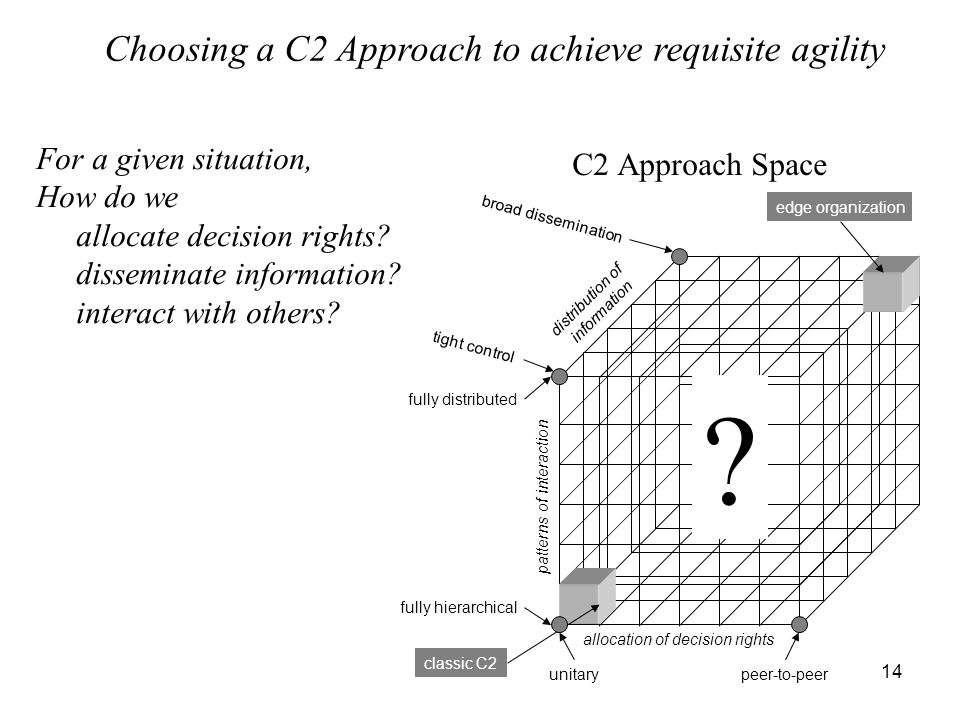 Choosing a C2 Approach to achieve requisite agility
For a given situation,
How do we
allocate decision rights?
disseminate information?
interact with others?
C2 Approach Space
broad dissemination
edge organization
distribution of
information
tight control
fully distributed
patterns of interaction
?
fully hierarchical
allocation of decision rights
classic C2
unitary
peer-to-peer
14